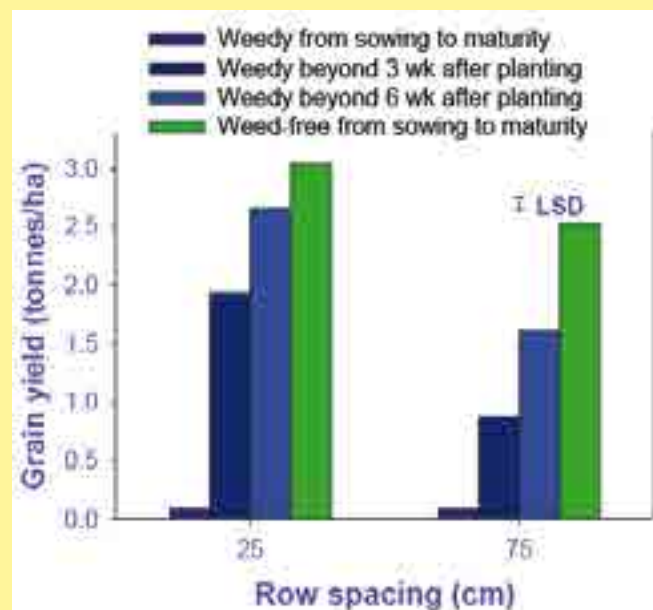 Weedy from sowing to maturity
Weedy beyond 3 wk after planting
Weedy beyond 6 wk after planting
Weed-free from sowing to maturity
Grain yield (tonnes/ha)
3.0
2.5
2.0
1.5
1.0
0.5
0.0
LSD
25
75
Row spacing (cm)